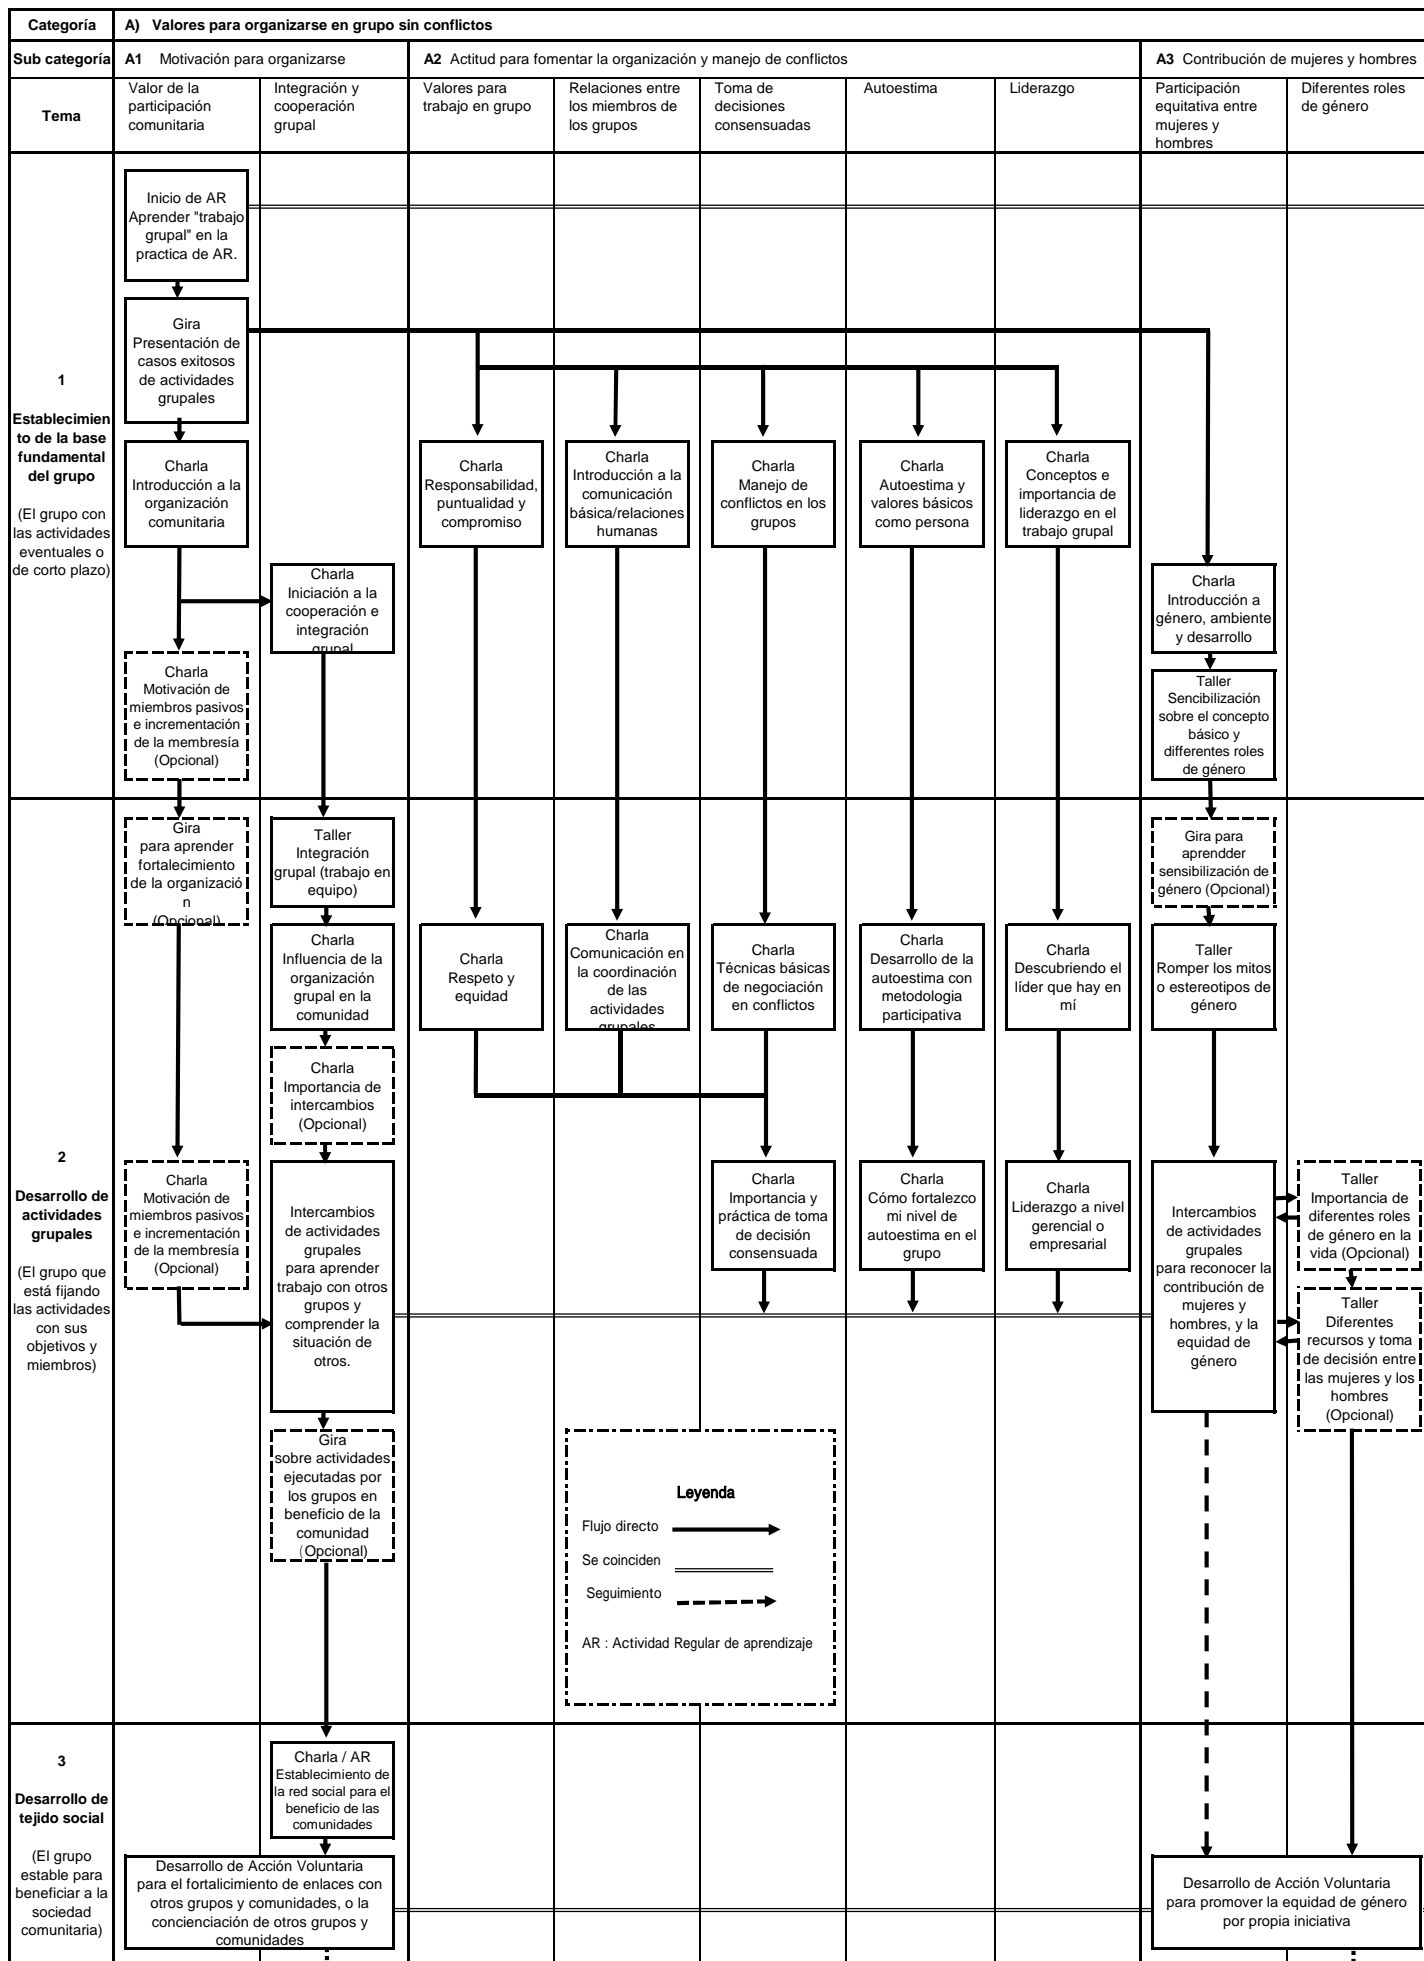 Categoría
A) Valores para organizarse en grupo sin conflictos
Sub categoría
A1 Motivación para organizarse
A2 Actitud para fomentar la organización y manejo de conflictos
A3 Contribución de mujeres y hombres
Tema
Valor de la
participación
comunitaria
Integración y
cooperación
grupal
Valores para
trabajo en grupo
Relaciones entre
los miembros de
los grupos
Toma de
decisiones
consensuadas
Autoestima
Liderazgo
Participación
equitativa entre
mujeres y
hombres
Diferentes roles
de género
1
Establecimien
to de la base
fundamental
del grupo
(El grupo con
las actividades
eventuales o
de corto plazo)
Inicio de AR
Aprender "trabajo
grupal" en la
practica de AR.
Gira
Presentación de
casos exitosos
de actividades
grupales
Charla
Introducción a la
organización
comunitaria
Charla
Responsabilidad,
puntualidad y
compromiso
Charla
Introducción a la
comunicación
básica/relaciones
humanas
Charla
Manejo de
conflictos en los
grupos
Charla
Autoestima y
valores básicos
como persona
Charla
Conceptos e
importancia de
liderazgo en el
trabajo grupal
Charla
Iniciación a la
cooperación e
integración
grupal
Charla
Introducción a
género, ambiente
y desarrollo
Charla
Motivación de
miembros pasivos
e incrementación
de la membresía
(Opcional)
Taller
Sencibilización
sobre el concepto
básico y
differentes roles
de género
2
Desarrollo de
actividades
grupales
(El grupo que
está fijando
las actividades
con sus
objetivos y
miembros)
Gira
para aprender
fortalecimiento
de la organizació
n
(Opcional)
Taller
Integración
grupal (trabajo en
equipo)
Gira para
aprendder
sensibilización de
género (Opcional)
Charla
Influencia de la
organización
grupal en la
comunidad
Charla
Respeto y
equidad
Charla
Comunicación en
la coordinación
de las
actividades
grupales
Charla
Técnicas básicas
de negociación
en conflictos
Charla
Desarrollo de la
autoestima con
metodologia
participativa
Charla
Descubriendo el
líder que hay en
mí
Taller
Romper los mitos
o estereotipos de
género
Charla
Importancia de
intercambios
(Opcional)
Charla
Motivación de
miembros pasivos
e incrementación
de la membresía
(Opcional)
Intercambios
de actividades
grupales
para aprender
trabajo con otros
grupos y
comprender la
situación de
otros.
Charla
Importancia y
práctica de toma
de decisión
consensuada
Charla
Cómo fortalezco
mi nivel de
autoestima en el
grupo
Charla
Liderazgo a nivel
gerencial o
empresarial
Intercambios
de actividades
grupales
para reconocer la
contribución de
mujeres y
hombres, y la
equidad de
género
Taller
Importancia de
diferentes roles
de género en la
vida (Opcional)
Taller
Diferentes
recursos y toma
de decisión entre
las mujeres y los
hombres
(Opcional)
Gira
sobre actividades
ejecutadas por
los grupos en
beneficio de la
comunidad
(Opcional)
Leyenda
Flujo directo
Se coinciden
Seguimiento
AR : Actividad Regular de aprendizaje
3
Desarrollo de
tejido social
(El grupo
estable para
beneficiar a la
sociedad
comunitaria)
Charla / AR
Establecimiento de
la red social para el
beneficio de las
comunidades
Desarrollo de Acción Voluntaria
para el fortalicimiento de enlaces con
otros grupos y comunidades, o la
concienciación de otros grupos y
comunidades
Desarrollo de Acción Voluntaria
para promover la equidad de género
por propia iniciativa